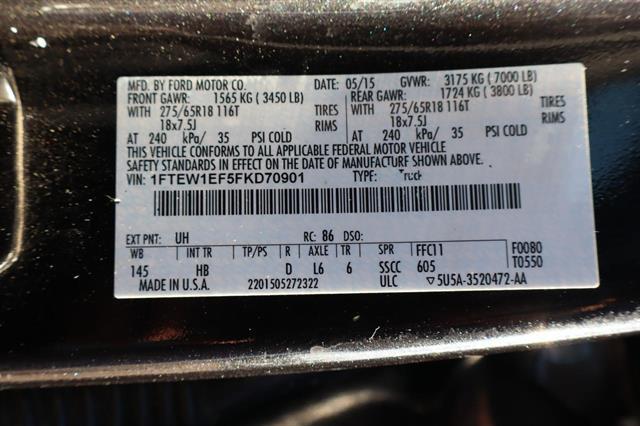 MFD. BY FORD MOTOR CO. DATE: 05/15 GVWR: 3175 KG ( 7000 LB)
FRONT GAWR: 1565 KG ( 3450 LB) REAR GAWR: 1724 KG ( 3800 LB)
WITH 275/65R18 116T TIRES WITH 275/65R18 116T TIRES
18x7.5J RIMS 18x7.5J RIMS
AT 240 kPa/ 35 PSI COLD AT 240 kPa/ 35 PSI COLD
THIS VEHICLE CONFORMS TO ALL APPLICABLE FEDERAL MOTOR VEHICLE
SAFETY STANDARDS IN EFFECT ON THE DATE OF MANUFACTURE SHOWN ABOVE.
VIN: 1FTEW1EF5FKD70901 TYPE: Truck
EXT PNT: UH RC: 86 DSO:
WB INT TR TP/PS R AXLE TR SPR FFC11 F0080
145 HB D L6 6 SSCC 605 T0550
MADE IN U.S.A. 2201505272322 ULC ▽5U5A-3520472-AA